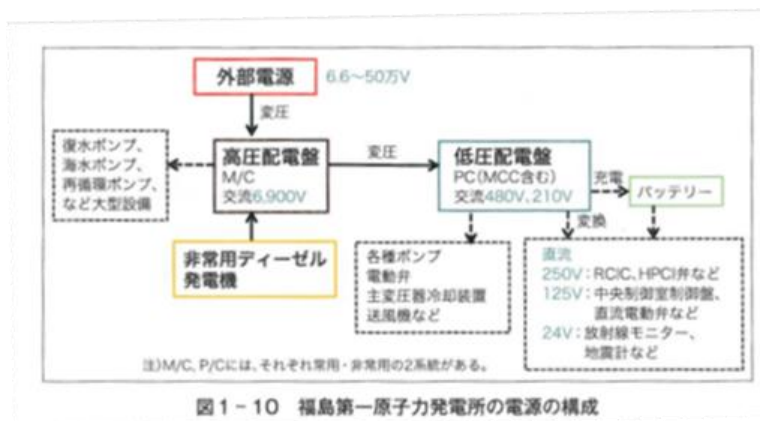 外部電源
6.6～50万V
変圧
復水ポンプ、
海水ポンプ、
再循環ポンプ、
など大型設備
高圧配電盤
M/C
交流6,900V
変圧
低圧配電盤
PC(MCC含む)
交流480V、210V
充電
バッテリー
変換
非常用ディーゼル
発電機
各種ポンプ
電動弁
主変圧器冷却装置
送風機など
直流
250V：RCIC、HPCI弁など
125V：中央制御室制御盤、
直流電動弁など
24V：放射線モニター、
地震計など
注)M/C、P/Cには、それぞれ常用・非常用の2系統がある。
図1－10　福島第一原子力発電所の電源の構成